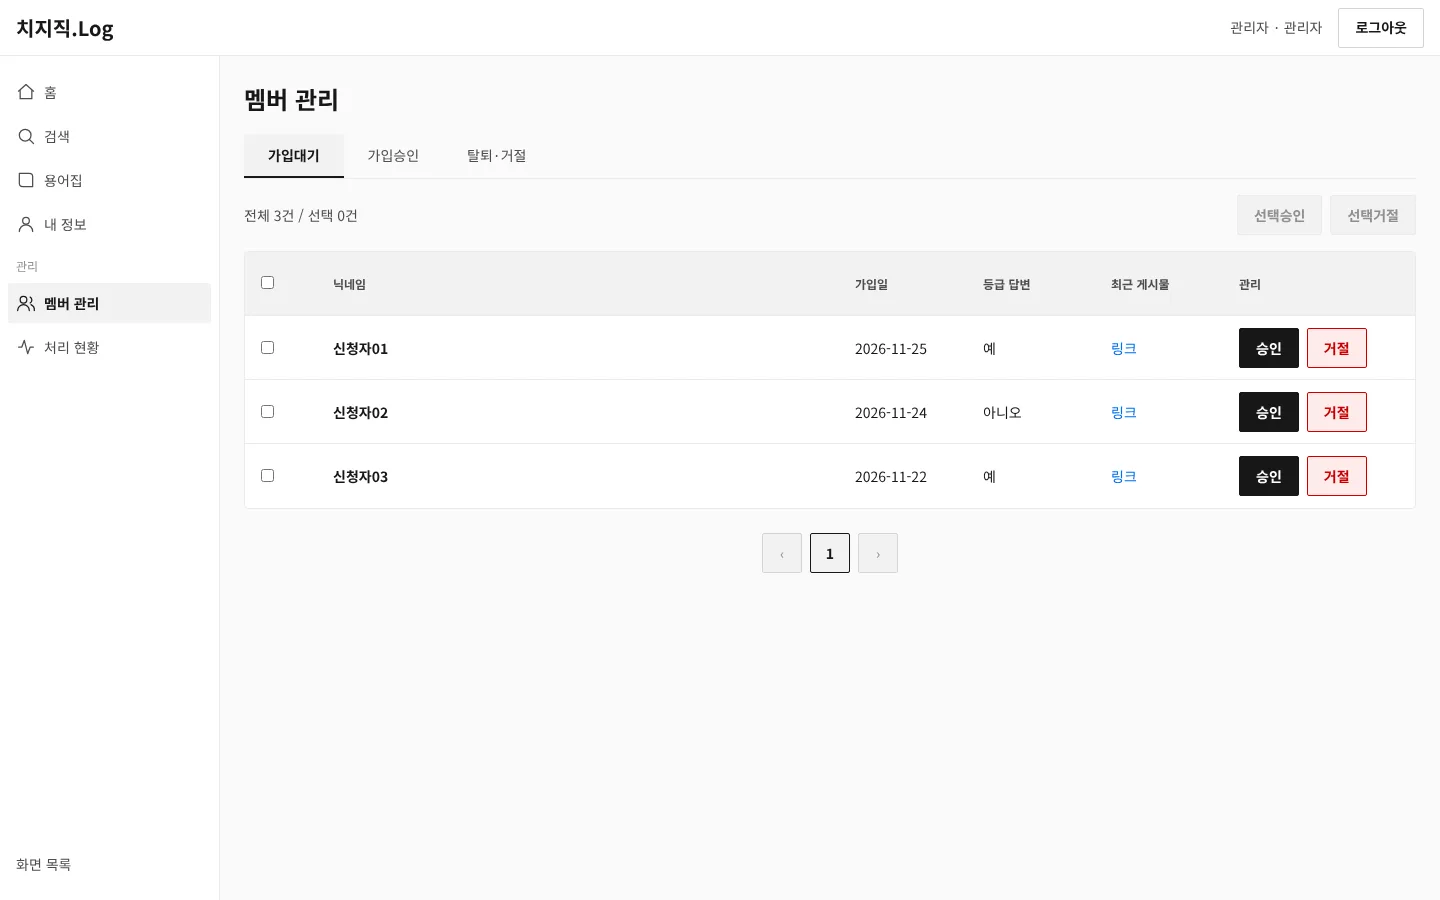 치지직.Log
관리자 · 관리자
로그아웃
홈
검색
용어집
내 정보
관리
멤버 관리
처리 현황
화면 목록
멤버 관리
가입대기
가입승인
탈퇴·거절
전체 3건 / 선택 0건
선택승인
선택거절
닉네임 가입일 등급 답변 최근 게시물 관리
신청자01 2026-11-25 예 링크 승인 거절
신청자02 2026-11-24 아니오 링크 승인 거절
신청자03 2026-11-22 예 링크 승인 거절
‹ 1 ›